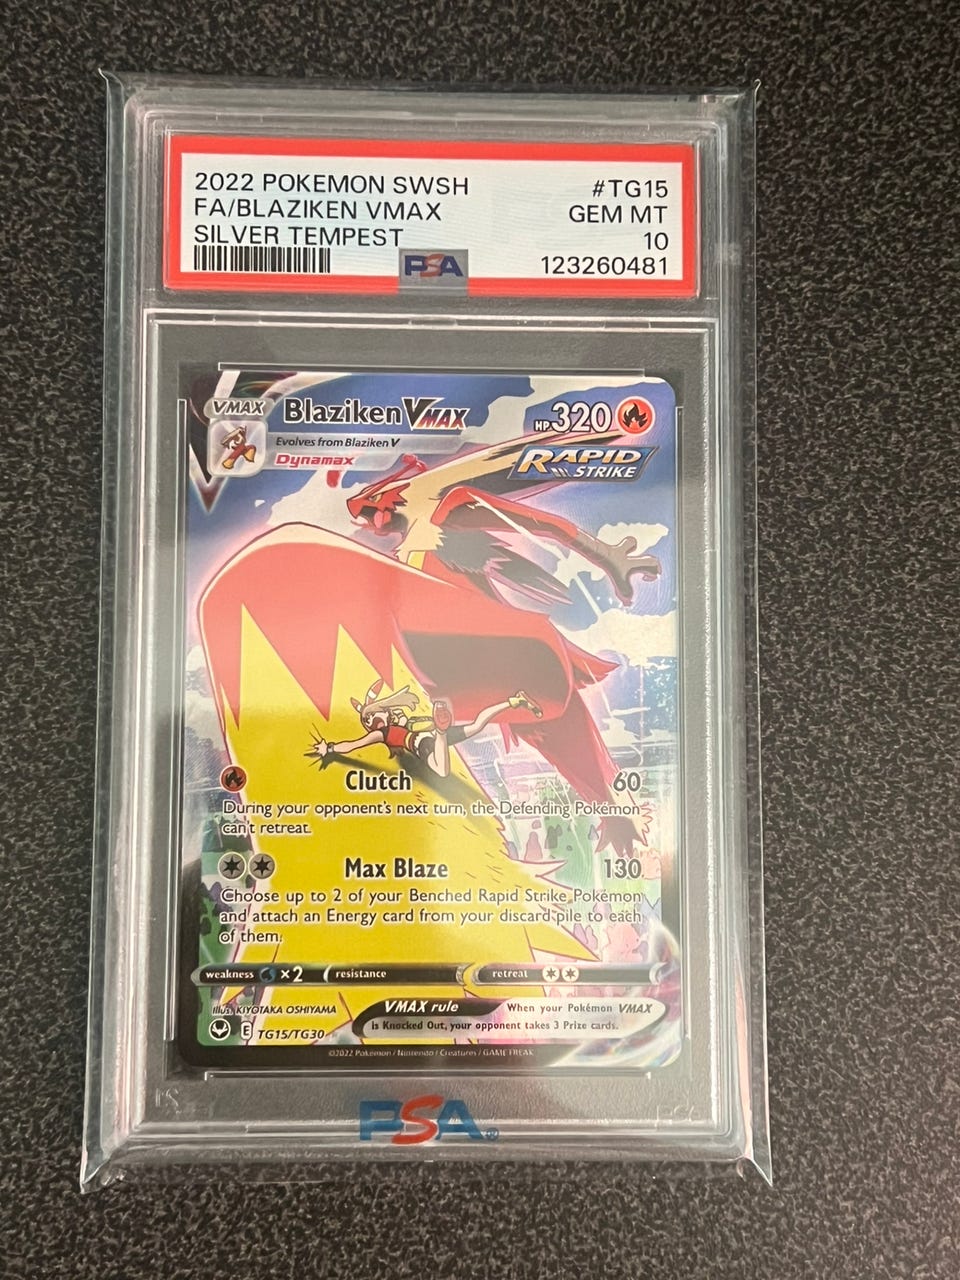 2022 POKEMON SWSH #TG15
FA/BLAZIKEN VMAX GEM MT
SILVER TEMPEST 10
PSA 123260481
VMAX Blaziken VMAX HP 320
Evolves from Blaziken V
Dynamax
RAPID
STRIKE
Clutch 60
During your opponent's next turn, the Defending Pokémon
can't retreat.
Max Blaze 130
Choose up to 2 of your Benched Rapid Strike Pokémon
and attach an Energy card from your discard pile to each
of them.
weakness ×2 resistance retreat
Illus. KIYOTAKA OSHIYAMA
VMAX rule When your Pokémon VMAX
is Knocked Out, your opponent takes 3 Prize cards.
E TG15/TG30
©2022 Pokémon / Nintendo / Creatures / GAME FREAK
PSA®